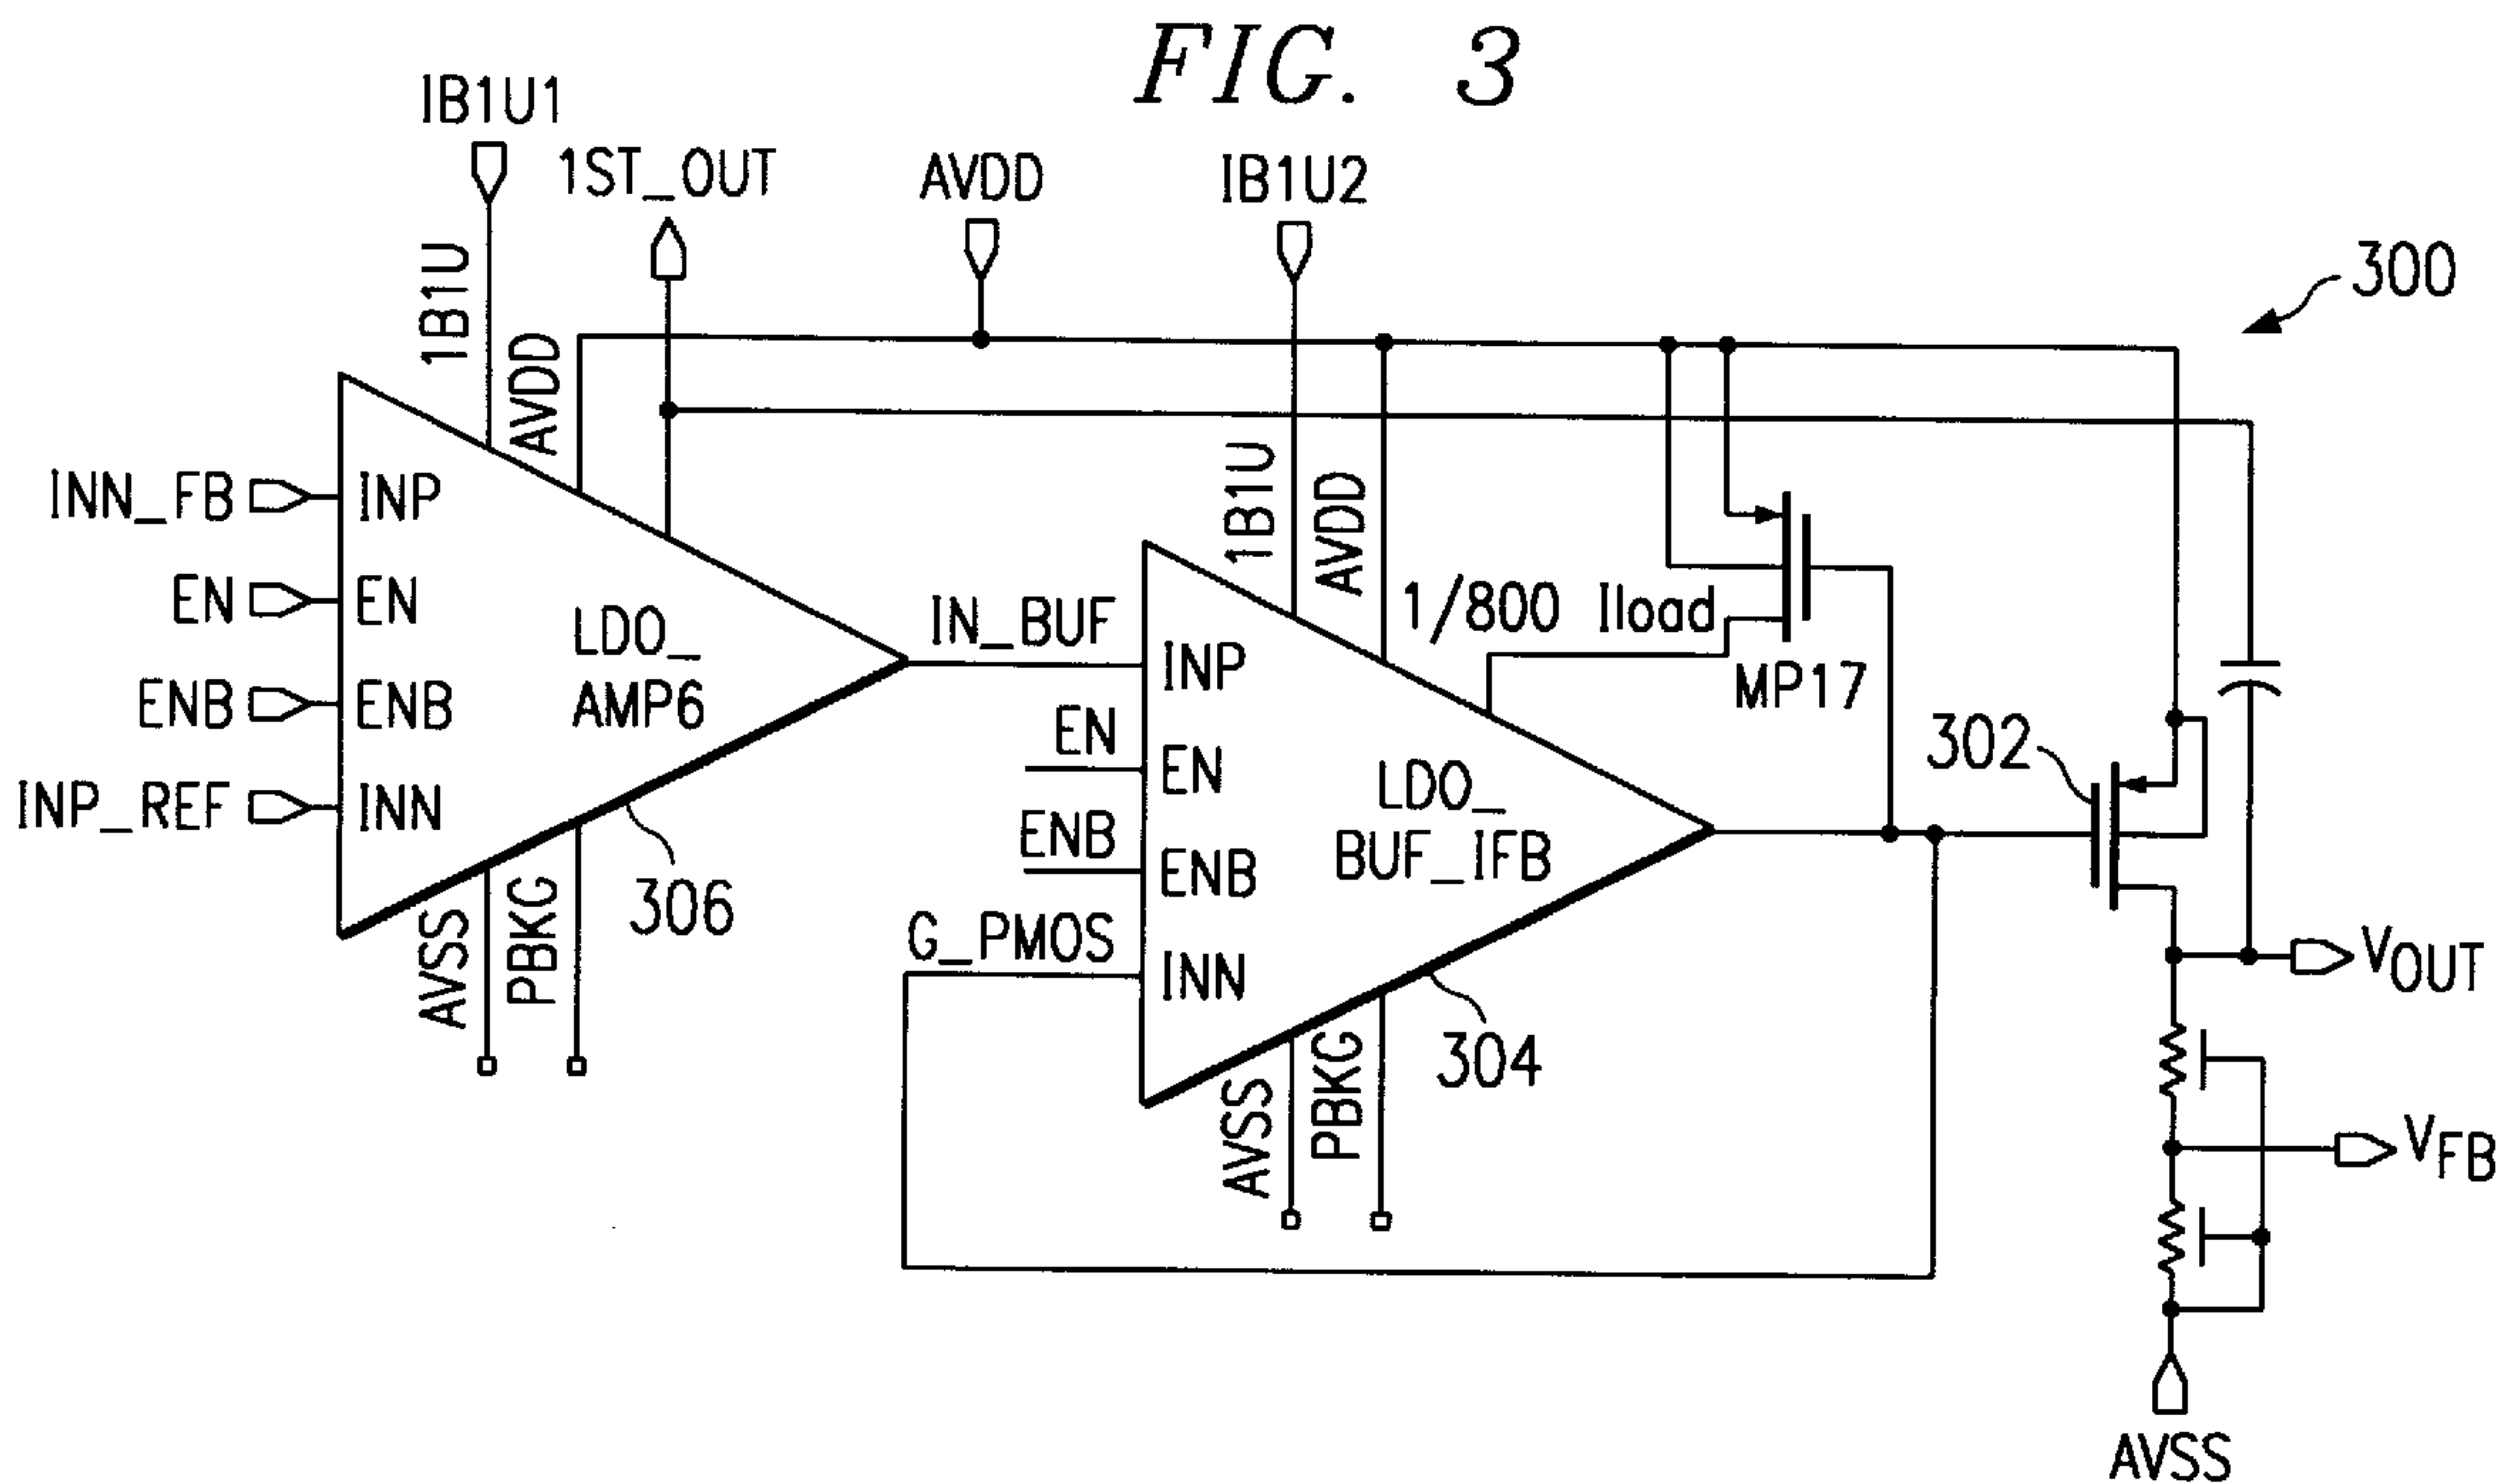 FIG. 3
IB1U1
1ST_OUT
AVDD
IB1U2
300
1B1U
AVDD
INN_FB
INP
EN
EN
ENB
ENB
INP_REF
INN
LDO_
AMP6
306
AVSS
PBKG
IN_BUF
1B1U
AVDD
1/800 Iload
MP17
INP
EN
EN
ENB
ENB
G_PMOS
INN
LDO_
BUF_IFB
304
AVSS
PBKG
302
VOUT
VFB
AVSS